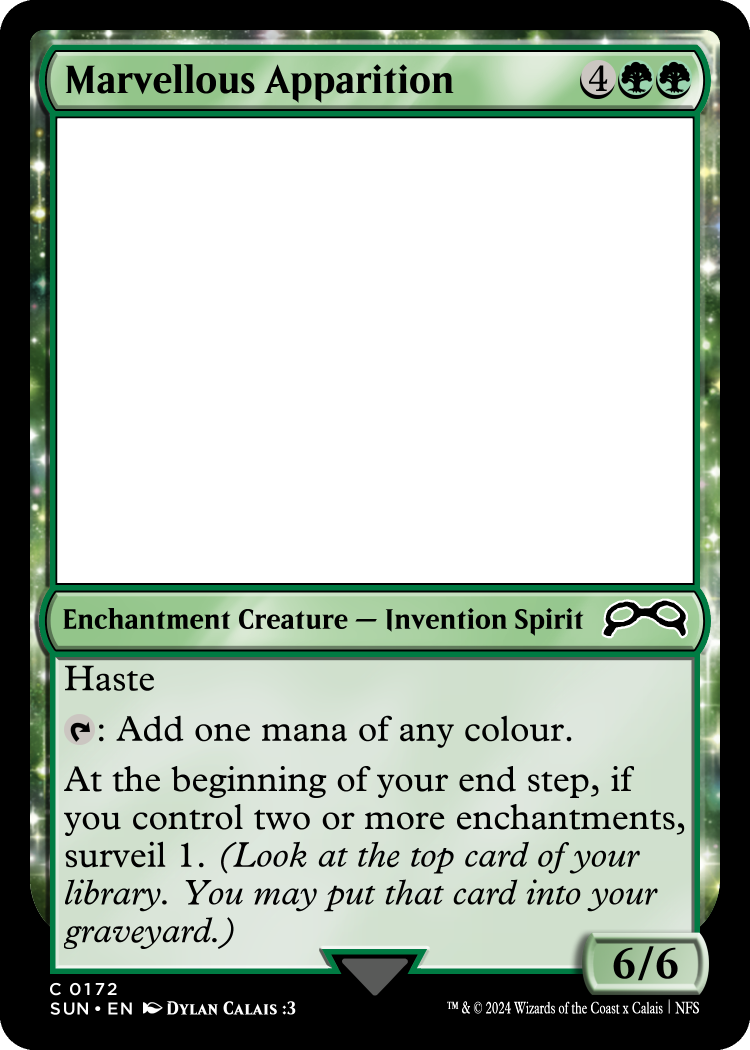 Marvellous Apparition 4
Enchantment Creature — Invention Spirit
Haste
: Add one mana of any colour.
At the beginning of your end step, if
you control two or more enchantments,
surveil 1. (Look at the top card of your
library. You may put that card into your
graveyard.)
6/6
C 0172
SUN • EN DYLAN CALAIS :3
™ & © 2024 Wizards of the Coast x Calais | NFS